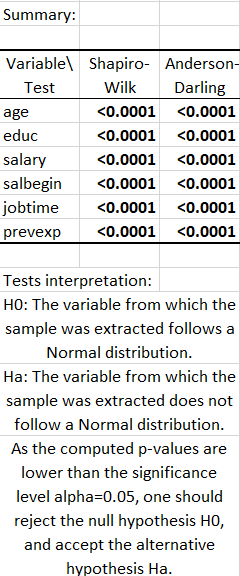 Summary:
Variable\ Shapiro- Anderson-
Test Wilk Darling
age <0.0001 <0.0001
educ <0.0001 <0.0001
salary <0.0001 <0.0001
salbegin <0.0001 <0.0001
jobtime <0.0001 <0.0001
prevexp <0.0001 <0.0001
Tests interpretation:
H0: The variable from which the
sample was extracted follows a
Normal distribution.
Ha: The variable from which the
sample was extracted does not
follow a Normal distribution.
As the computed p-values are
lower than the significance
level alpha=0.05, one should
reject the null hypothesis H0,
and accept the alternative
hypothesis Ha.